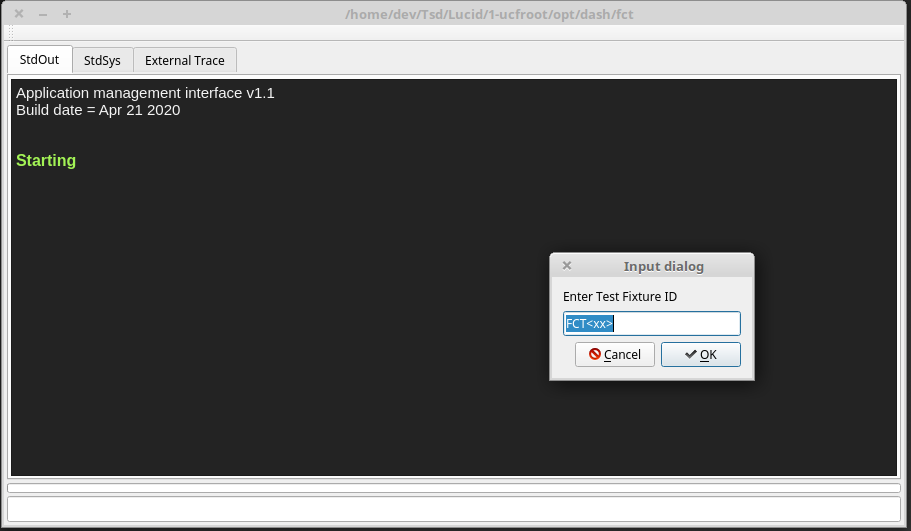 /home/dev/Tsd/Lucid/1-ucfroot/opt/dash/fct
StdOut StdSys External Trace
Application management interface v1.1
Build date = Apr 21 2020
Starting
Input dialog
Enter Test Fixture ID
FCT<xx>
Cancel OK